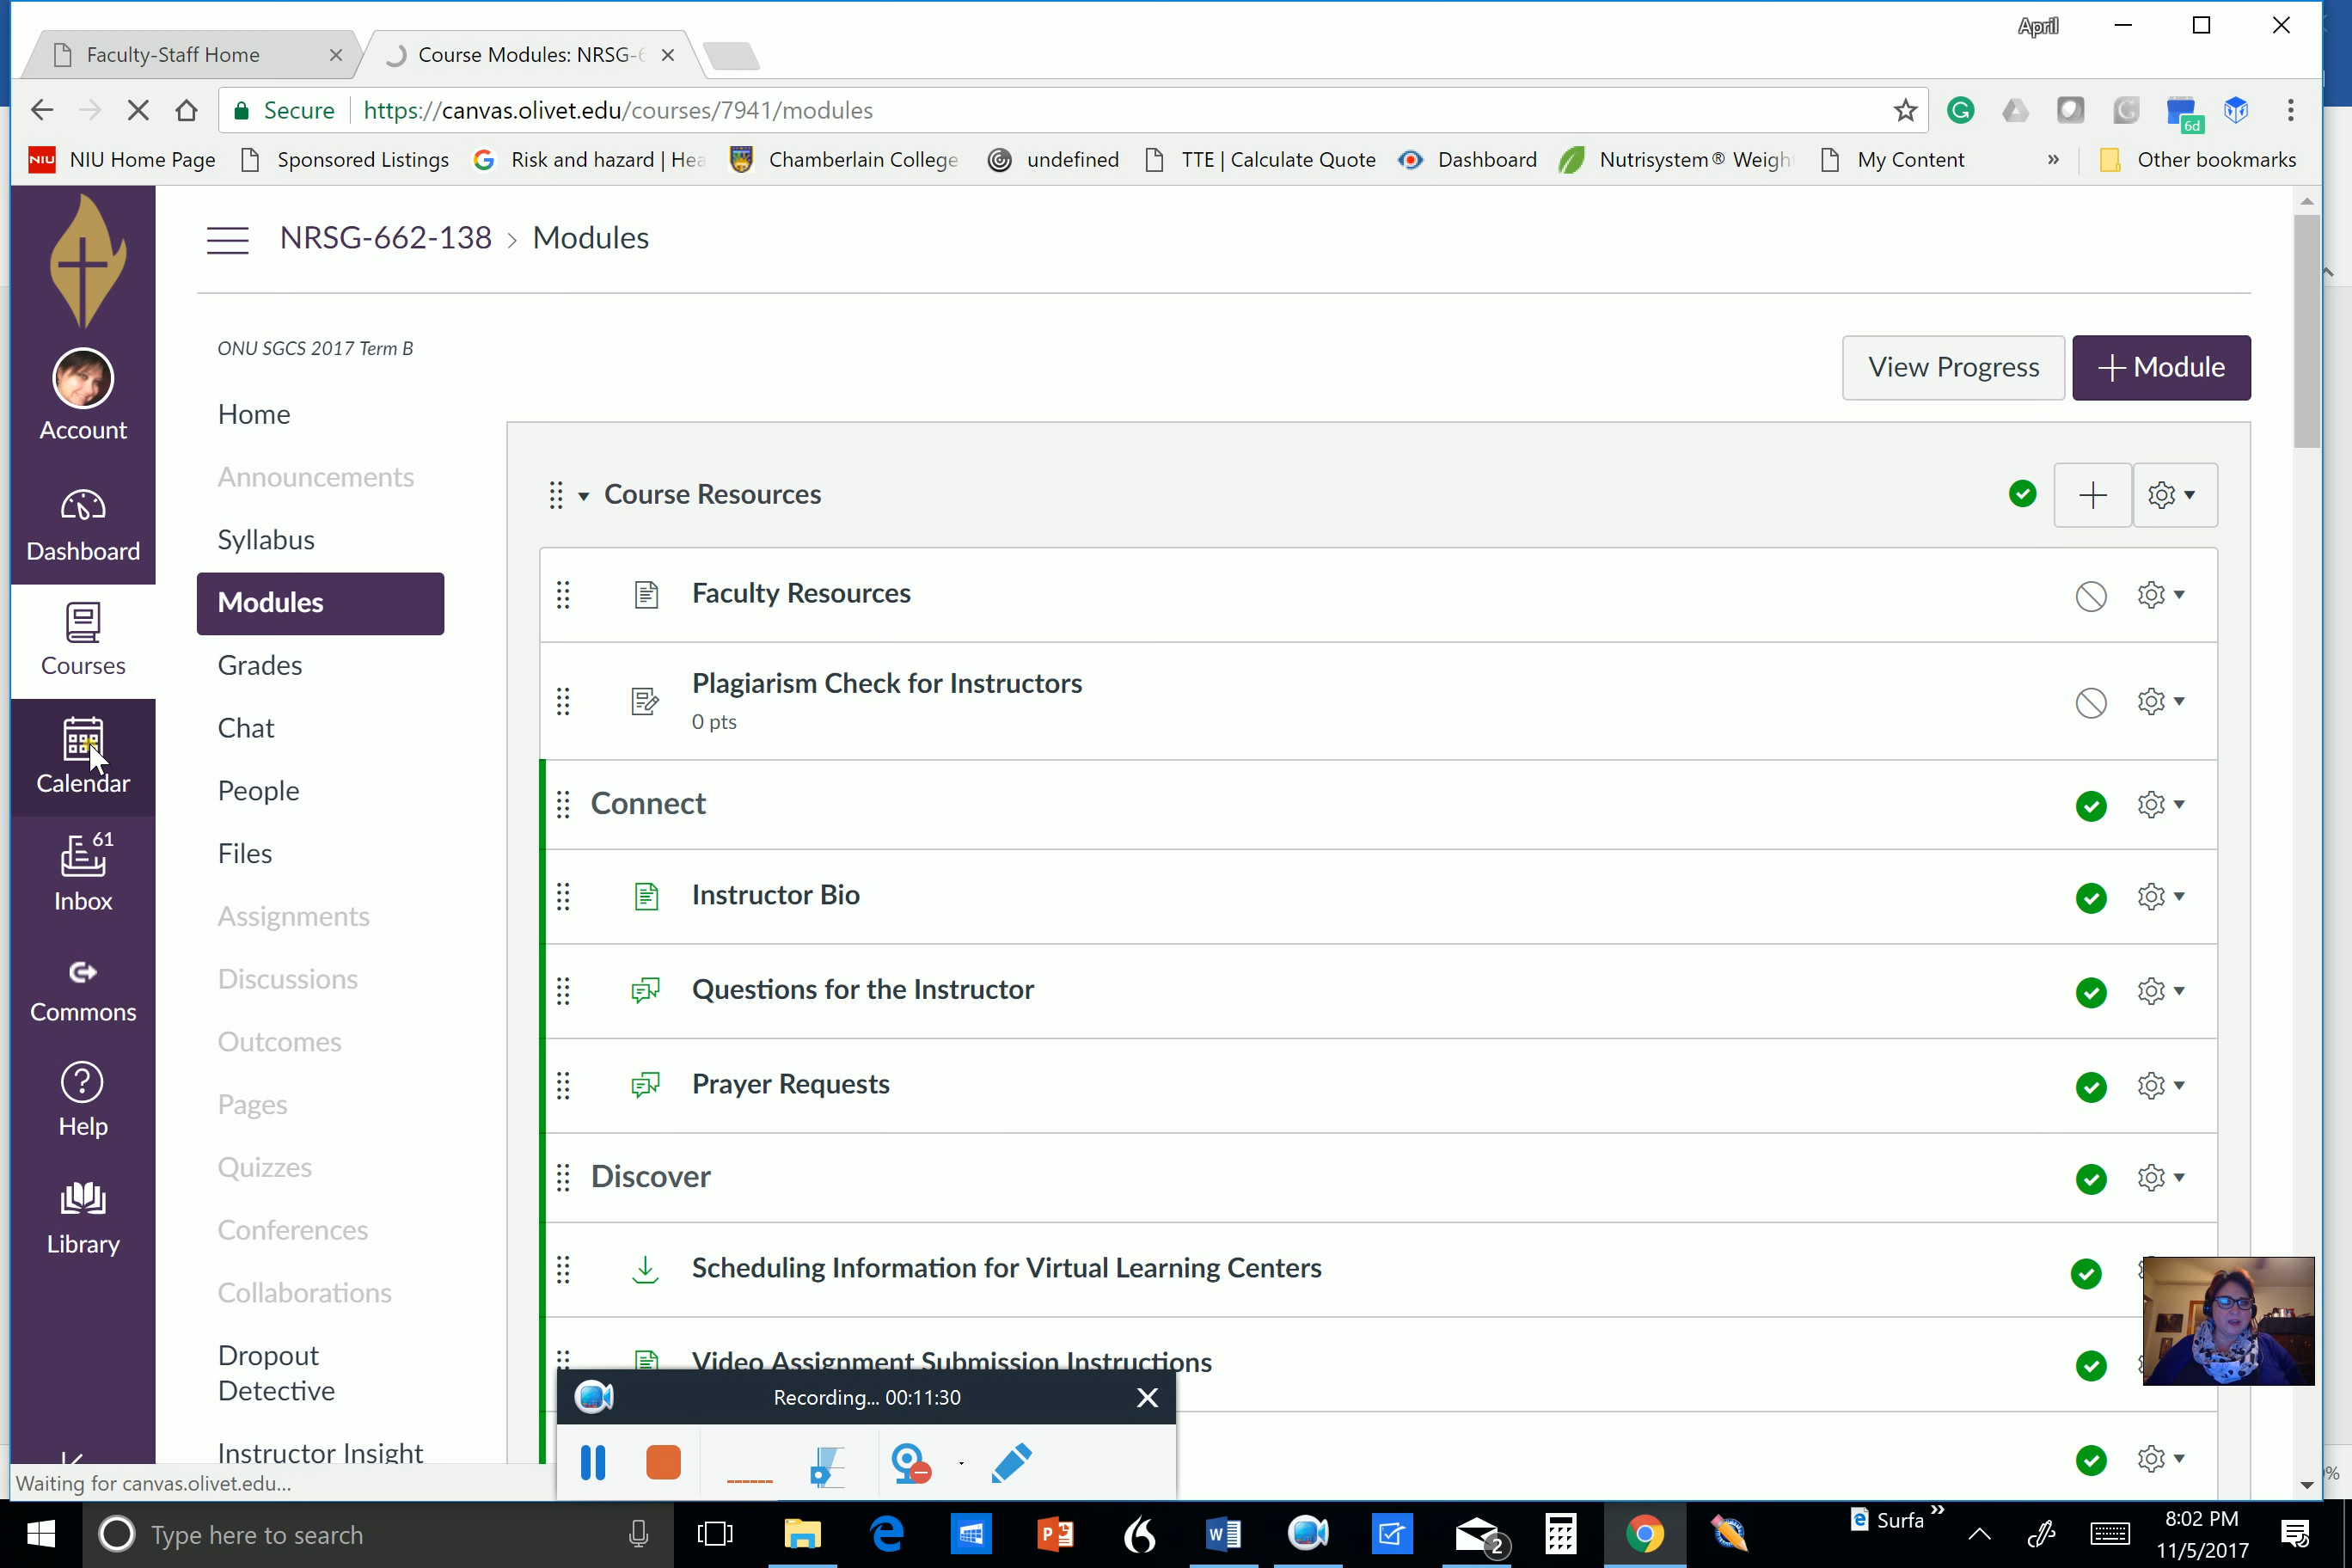 April
Faculty-Staff Home
Course Modules: NRSG-6
Secure https://canvas.olivet.edu/courses/7941/modules
6d
NIU NIU Home Page Sponsored Listings Risk and hazard | Hea Chamberlain College undefined TTE | Calculate Quote Dashboard Nutrisystem® Weigh My Content » Other bookmarks
NRSG-662-138 > Modules
ONU SGCS 2017 Term B
View Progress
+ Module
Account
Dashboard
Courses
Calendar
61
Inbox
Commons
Help
Library
Home
Announcements
Syllabus
Modules
Grades
Chat
People
Files
Assignments
Discussions
Outcomes
Pages
Quizzes
Conferences
Collaborations
Dropout
Detective
Instructor Insight
Course Resources
Faculty Resources
Plagiarism Check for Instructors
0 pts
Connect
Instructor Bio
Questions for the Instructor
Prayer Requests
Discover
Scheduling Information for Virtual Learning Centers
Video Assignment Submission Instructions
Recording... 00:11:30
Waiting for canvas.olivet.edu...
%
Type here to search
2
Surfa »
8:02 PM
11/5/2017